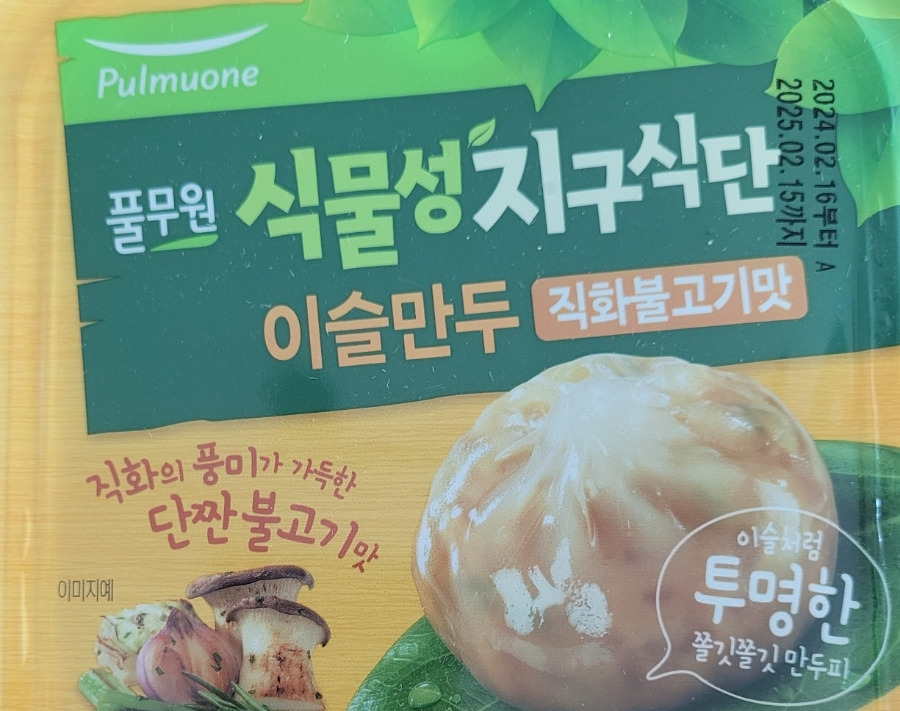 Pulmuone
풀무원
식물성 지구식단
이슬만두
직화불고기맛
2024.02.16부터 A
2025.02.15까지
직화의 풍미가 가득한
단짠 불고기맛
이미지예
이슬처럼
투명한
쫄깃쫄깃 만두피